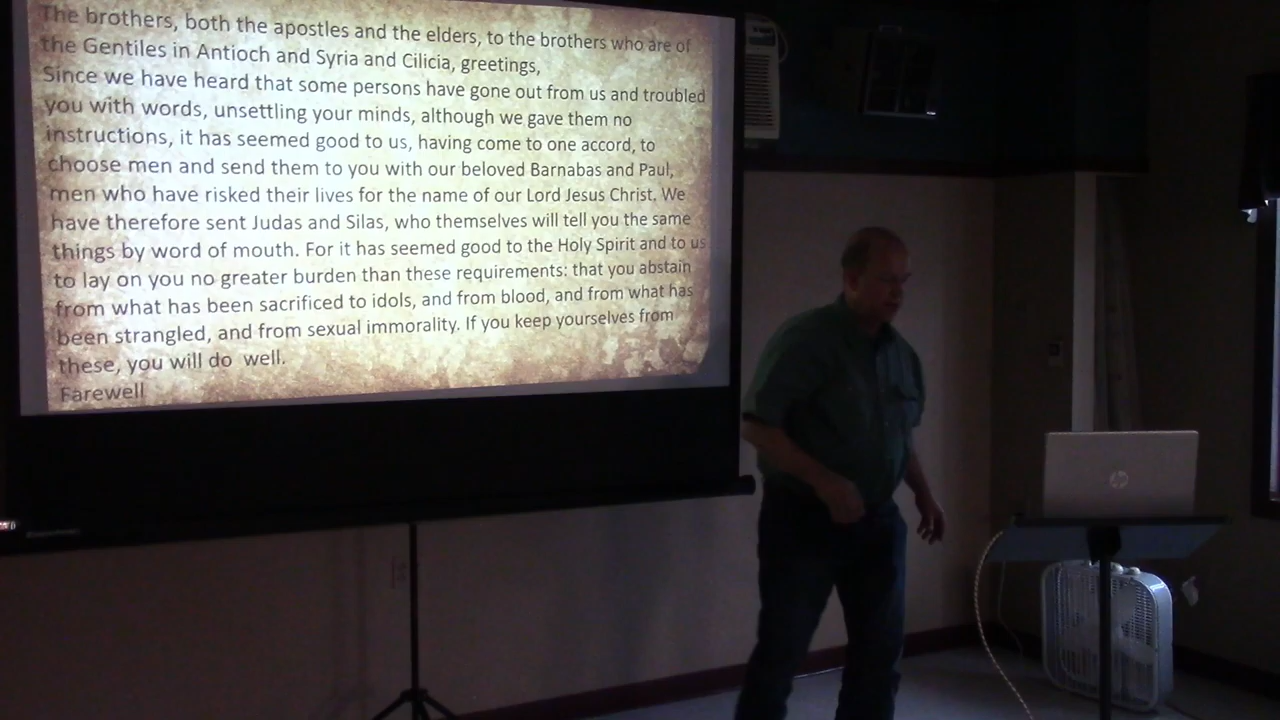 The brothers, both the apostles and the elders, to the brothers who are of
the Gentiles in Antioch and Syria and Cilicia, greetings,
Since we have heard that some persons have gone out from us and troubled
you with words, unsettling your minds, although we gave them no
instructions, it has seemed good to us, having come to one accord, to
choose men and send them to you with our beloved Barnabas and Paul,
men who have risked their lives for the name of our Lord Jesus Christ. We
have therefore sent Judas and Silas, who themselves will tell you the same
things by word of mouth. For it has seemed good to the Holy Spirit and to us
to lay on you no greater burden than these requirements: that you abstain
from what has been sacrificed to idols, and from blood, and from what has
been strangled, and from sexual immorality. If you keep yourselves from
these, you will do well.
Farewell
hp